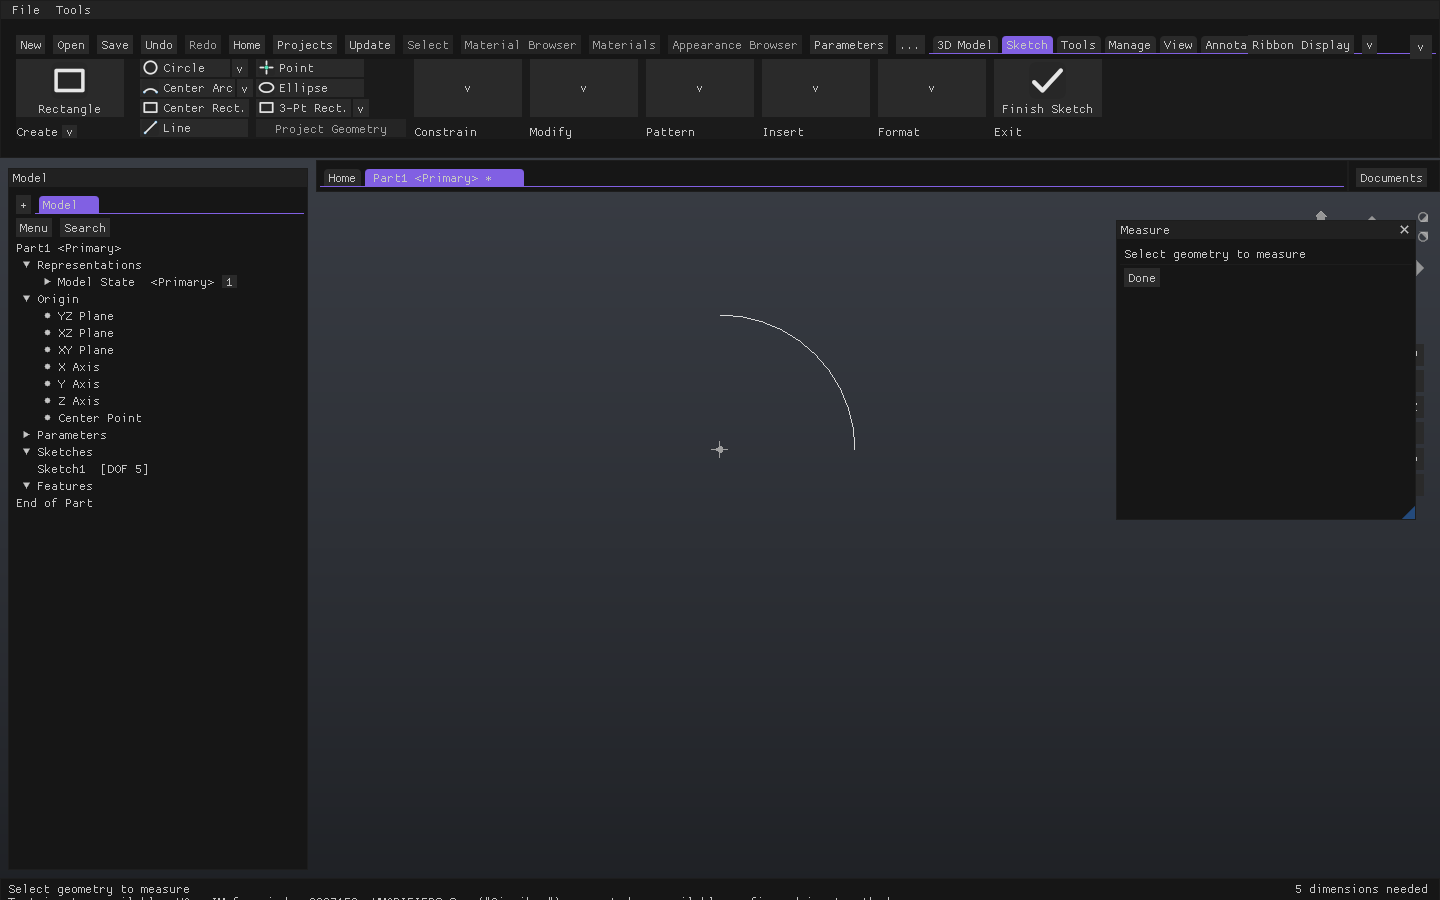 File Tools
New Open Save Undo Redo Home Projects Update Select Material Browser Materials Appearance Browser Parameters ... 3D Model Sketch Tools Manage View Annota Ribbon Display v v
Circle v Point
Center Arc v Ellipse
Rectangle Center Rect. 3-Pt Rect. v v v v v v Finish Sketch
Create v Line Project Geometry Constrain Modify Pattern Insert Format Exit
Model
Home Part1 <Primary> * Documents
+ Model
Menu Search
Part1 <Primary>
Representations
Model State <Primary> 1
Origin
YZ Plane
XZ Plane
XY Plane
X Axis
Y Axis
Z Axis
Center Point
Parameters
Sketches
Sketch1 [DOF 5]
Features
End of Part
Measure
Select geometry to measure
Done
Select geometry to measure 5 dimensions needed